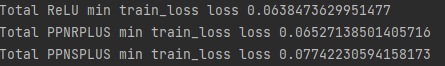 Total ReLU min train_loss loss 0.0638473629951477
Total PPNRPLUS min train_loss loss 0.06527138501405716
Total PPNSPLUS min train_loss loss 0.07742230594158173